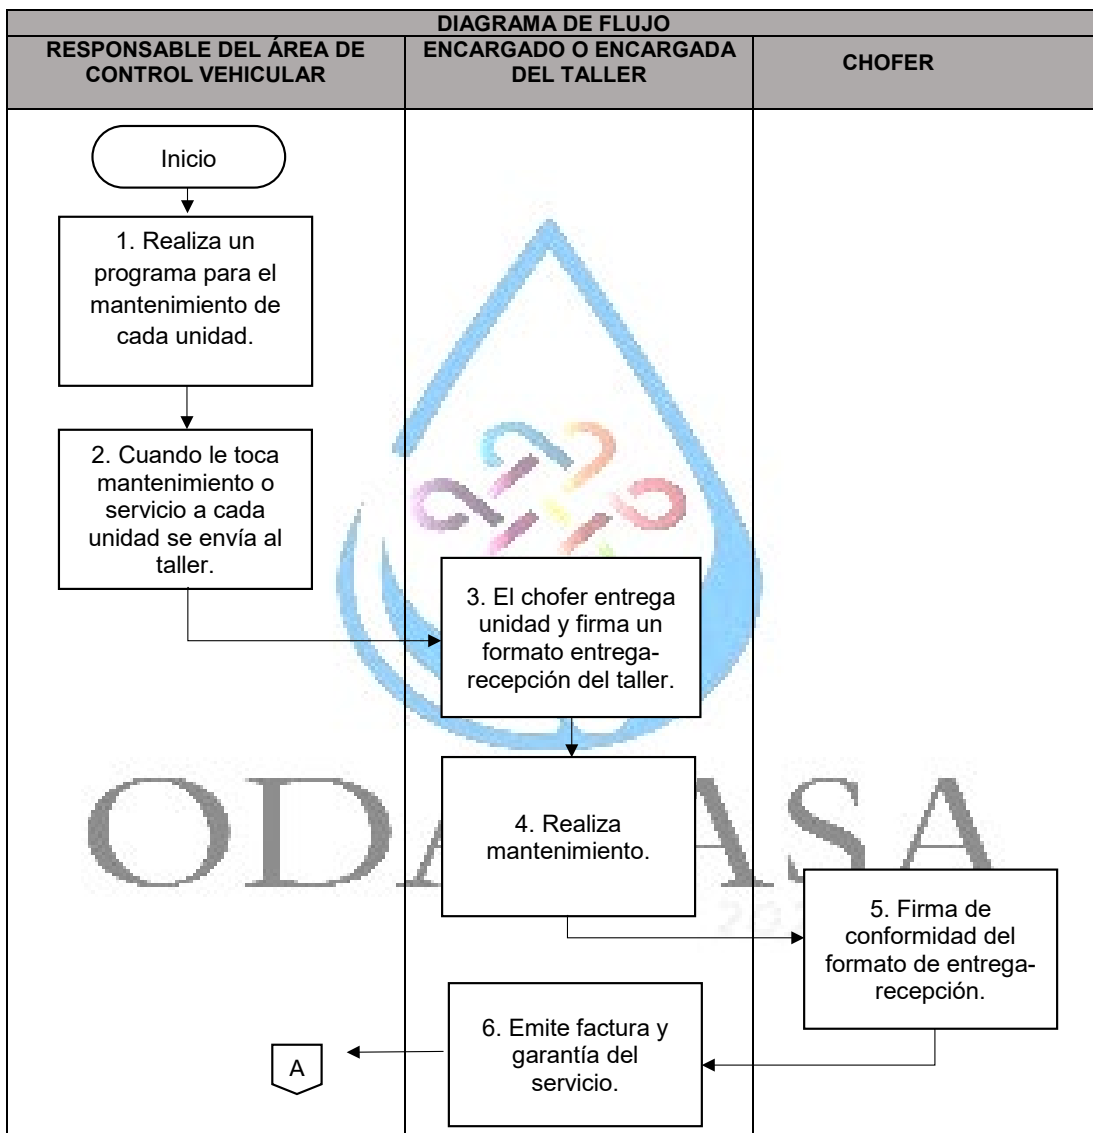 DIAGRAMA DE FLUJO
RESPONSABLE DEL ÁREA DE
CONTROL VEHICULAR
ENCARGADO O ENCARGADA
DEL TALLER
CHOFER
Inicio
1. Realiza un
programa para el
mantenimiento de
cada unidad.
2. Cuando le toca
mantenimiento o
servicio a cada
unidad se envía al
taller.
3. El chofer entrega
unidad y firma un
formato entrega-
recepción del taller.
4. Realiza
mantenimiento.
5. Firma de
conformidad del
formato de entrega-
recepción.
6. Emite factura y
garantía del
servicio.
A